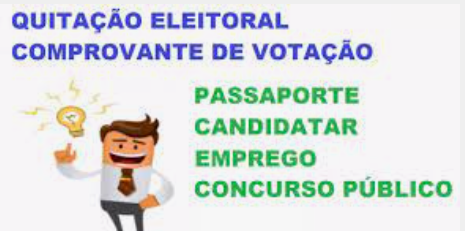 QUITAÇÃO ELEITORAL
COMPROVANTE DE VOTAÇÃO
PASSAPORTE
CANDIDATAR
EMPREGO
CONCURSO PÚBLICO